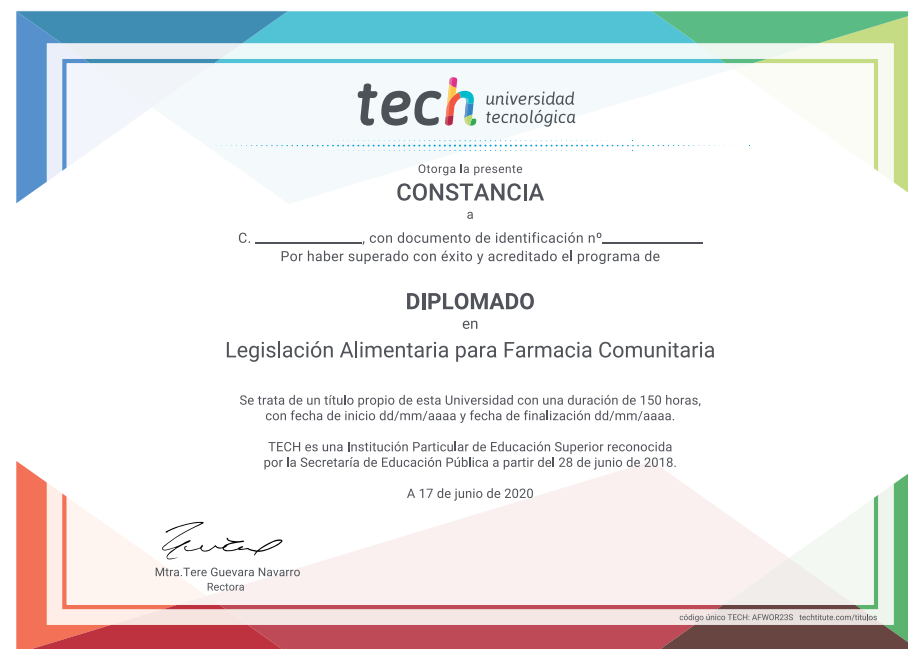 tech universidad
tecnológica
Otorga la presente
CONSTANCIA
a
C. ____________, con documento de identificación nº____________
Por haber superado con éxito y acreditado el programa de
DIPLOMADO
en
Legislación Alimentaria para Farmacia Comunitaria
Se trata de un título propio de esta Universidad con una duración de 150 horas,
con fecha de inicio dd/mm/aaaa y fecha de finalización dd/mm/aaaa.
TECH es una Institución Particular de Educación Superior reconocida
por la Secretaría de Educación Pública a partir del 28 de junio de 2018.
A 17 de junio de 2020
Mtra.Tere Guevara Navarro
Rectora
código único TECH: AFWOR23S techtitute.com/titulos